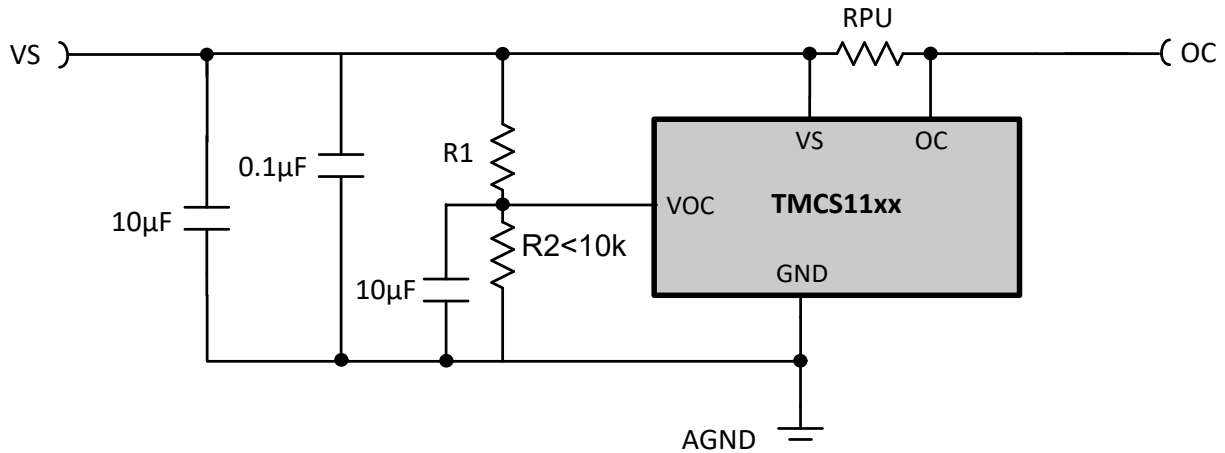 RPU
VS
OC
VS
OC
0.1µF
R1
VOC
TMCS11xx
10µF
R2<10k
GND
10µF
AGND